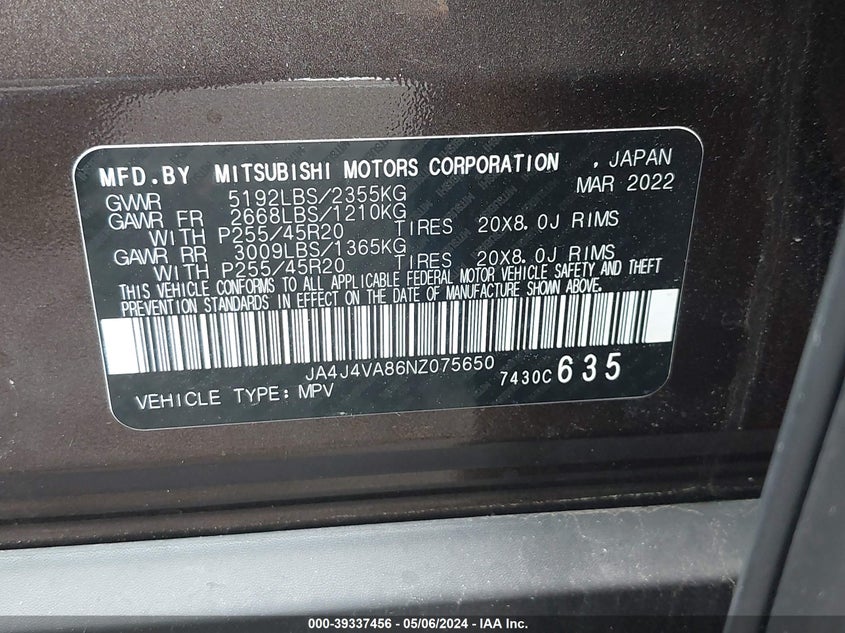 MFD.BY MITSUBISHI MOTORS CORPORATION , JAPAN
GVWR 5192LBS/2355KG MAR 2022
GAWR FR 2668LBS/1210KG
WITH P255/45R20 TIRES 20X8.0J RIMS
GAWR RR 3009LBS/1365KG
WITH P255/45R20 TIRES 20X8.0J RIMS
THIS VEHICLE CONFORMS TO ALL APPLICABLE FEDERAL MOTOR VEHICLE SAFETY AND THEFT
PREVENTION STANDARDS IN EFFECT ON THE DATE OF MANUFACTURE SHOWN ABOVE.
JA4J4VA86NZ075650
VEHICLE TYPE: MPV 7430C 635
000-39337456 - 05/06/2024 - IAA Inc.